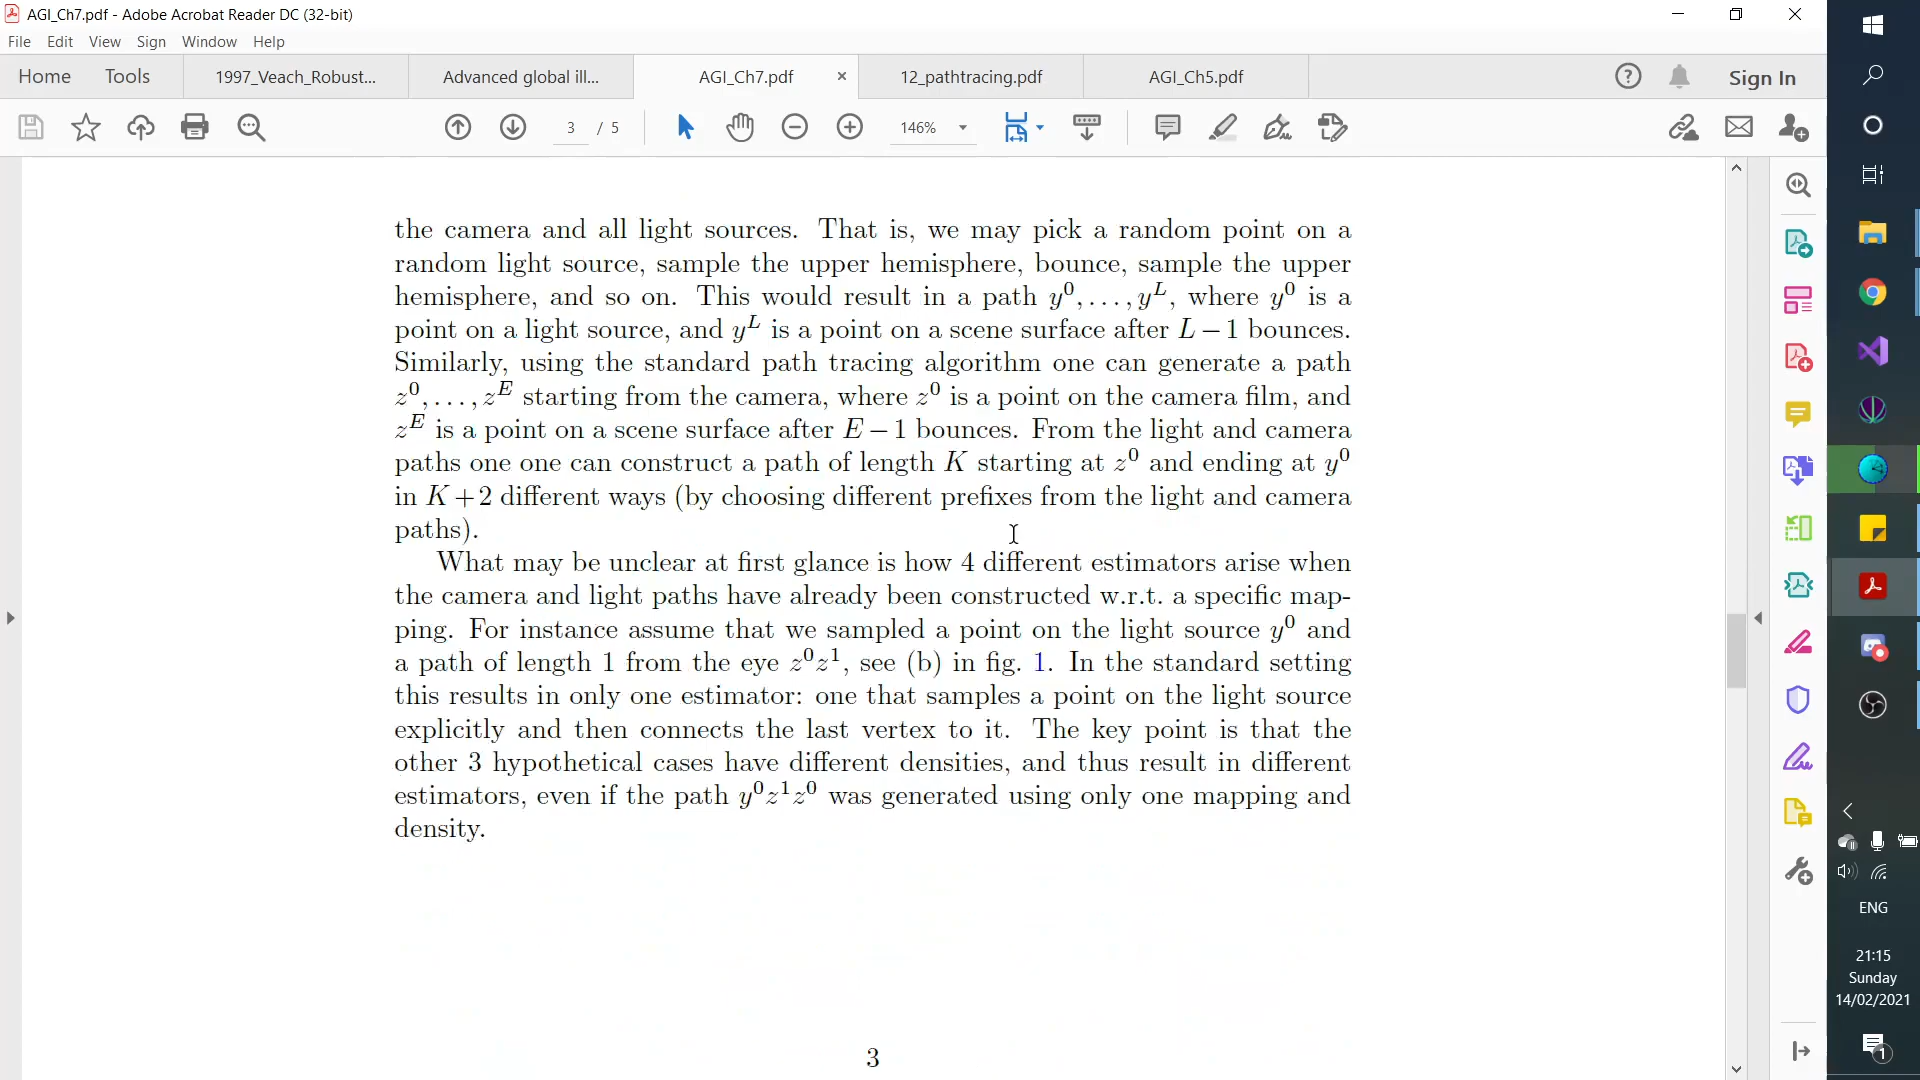 AGI_Ch7.pdf - Adobe Acrobat Reader DC (32-bit)
File Edit View Sign Window Help
Home Tools 1997_Veach_Robust... Advanced global ill... AGI_Ch7.pdf × 12_pathtracing.pdf AGI_Ch5.pdf Sign In
3 / 5 146%
the camera and all light sources. That is, we may pick a random point on a
random light source, sample the upper hemisphere, bounce, sample the upper
hemisphere, and so on. This would result in a path y⁰, . . . , yᴸ, where y⁰ is a
point on a light source, and yᴸ is a point on a scene surface after L − 1 bounces.
Similarly, using the standard path tracing algorithm one can generate a path
z⁰, . . . , zᴱ starting from the camera, where z⁰ is a point on the camera film, and
zᴱ is a point on a scene surface after E − 1 bounces. From the light and camera
paths one one can construct a path of length K starting at z⁰ and ending at y⁰
in K + 2 different ways (by choosing different prefixes from the light and camera
paths).
What may be unclear at first glance is how 4 different estimators arise when
the camera and light paths have already been constructed w.r.t. a specific map-
ping. For instance assume that we sampled a point on the light source y⁰ and
a path of length 1 from the eye z⁰z¹, see (b) in fig. 1. In the standard setting
this results in only one estimator: one that samples a point on the light source
explicitly and then connects the last vertex to it. The key point is that the
other 3 hypothetical cases have different densities, and thus result in different
estimators, even if the path y⁰z¹z⁰ was generated using only one mapping and
density.
3
ENG
21:15
Sunday
14/02/2021
1